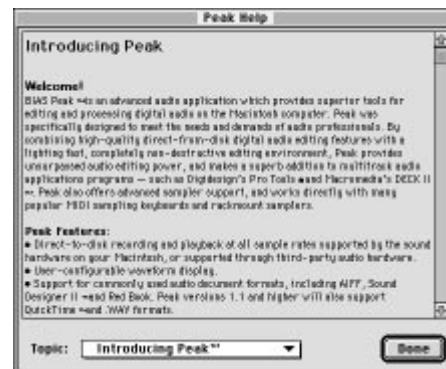 Peak Help
Introducing Peak
Welcome!
BIAS Peak ™is an advanced audio application which provides superior tools for
editing and processing digital audio on the Macintosh computer. Peak was
specifically designed to meet the needs and demands of audio professionals. By
combining high-quality direct-from-disk digital audio editing features with a
lighting fast, completely non-destructive editing environment, Peak provides
unsurpassed audio editing power, and makes a superb addition to multitrack audio
applications programs — such as Digidesign's Pro Tools and Macromedia's DECK II
™. Peak also offers advanced sampler support, and works directly with many
popular MIDI sampling keyboards and rackmount samplers.
Peak Features:
• Direct-to-disk recording and playback at all sample rates supported by the sound
hardware on your Macintosh, or supported through third-party audio hardware.
• User-configurable waveform display.
• Support for commonly used audio document formats, including AIFF, Sound
Designer II ™and Red Book. Peak versions 1.1 and higher will also support
QuickTime ™and .WAV formats.
Topic: Introducing Peak™ Done